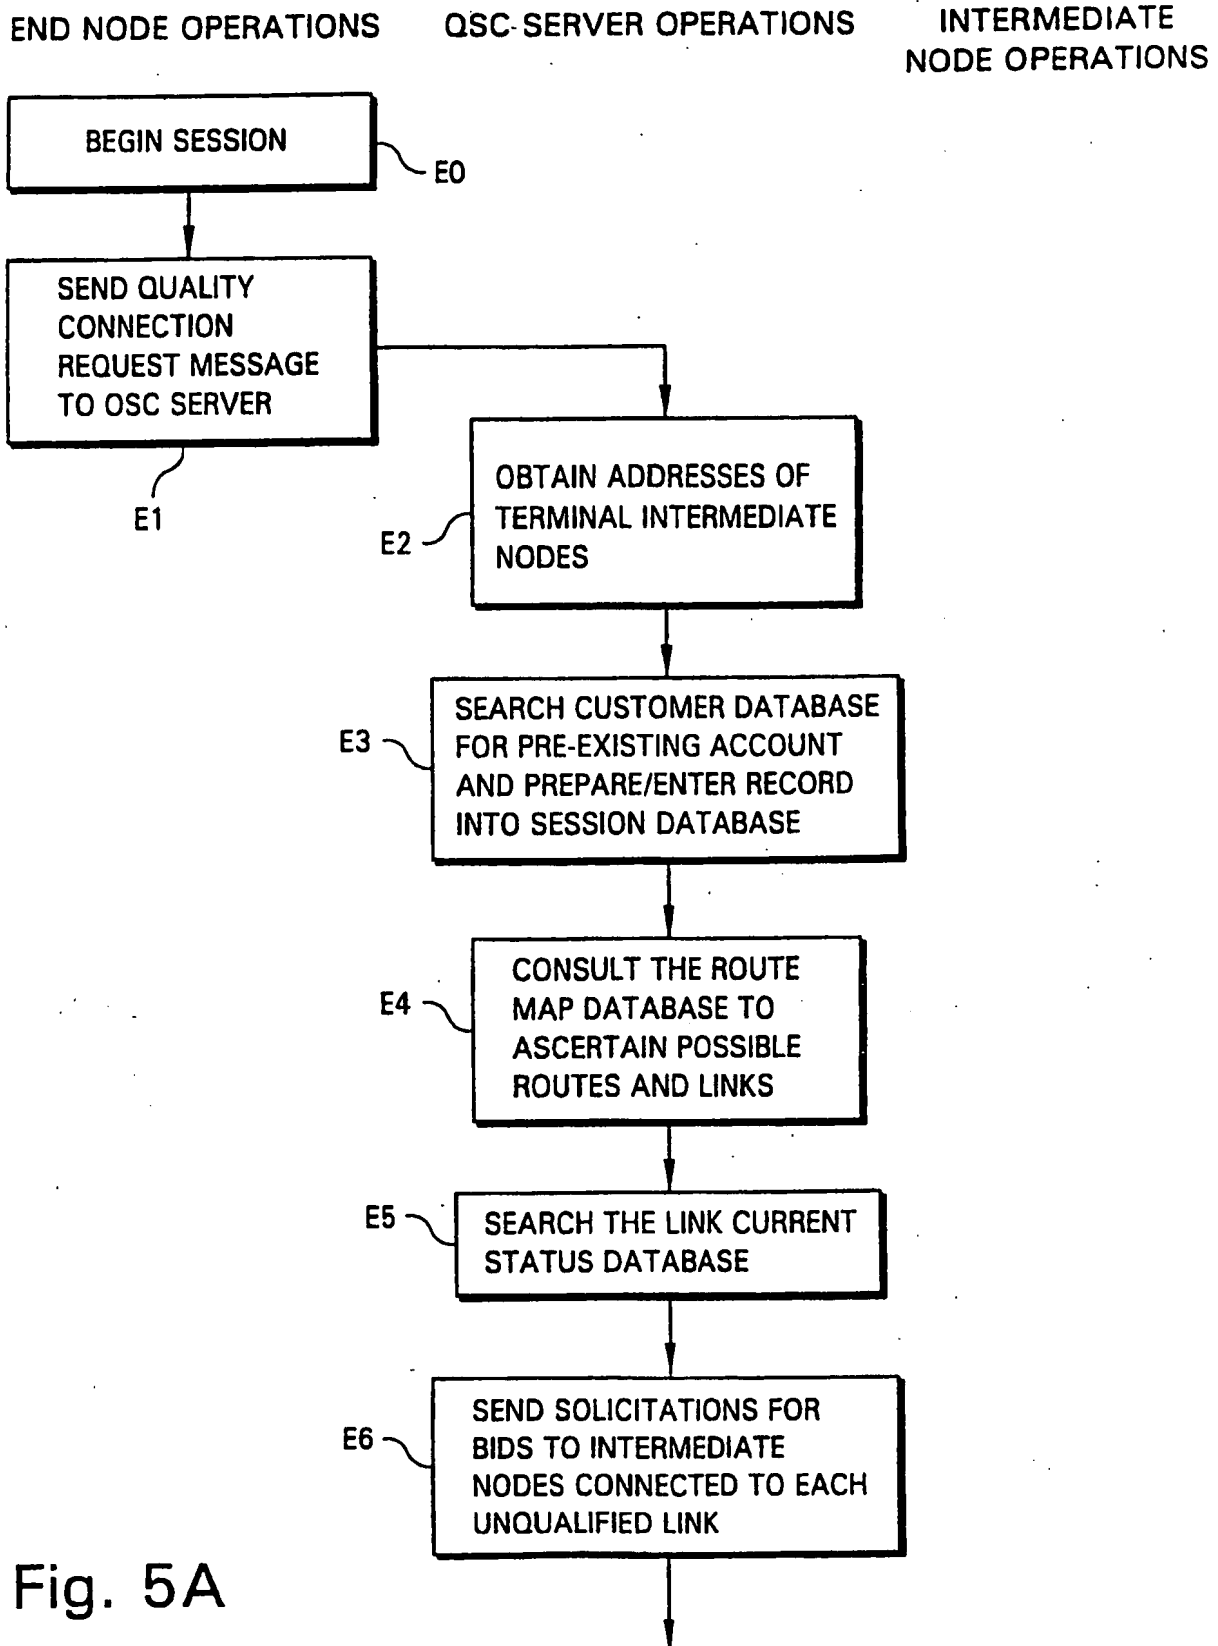 END NODE OPERATIONS
QSC-SERVER OPERATIONS
INTERMEDIATE
NODE OPERATIONS
BEGIN SESSION
E0
SEND QUALITY
CONNECTION
REQUEST MESSAGE
TO OSC SERVER
E1
OBTAIN ADDRESSES OF
TERMINAL INTERMEDIATE
NODES
E2
SEARCH CUSTOMER DATABASE
FOR PRE-EXISTING ACCOUNT
AND PREPARE/ENTER RECORD
INTO SESSION DATABASE
E3
CONSULT THE ROUTE
MAP DATABASE TO
ASCERTAIN POSSIBLE
ROUTES AND LINKS
E4
SEARCH THE LINK CURRENT
STATUS DATABASE
E5
SEND SOLICITATIONS FOR
BIDS TO INTERMEDIATE
NODES CONNECTED TO EACH
UNQUALIFIED LINK
E6
Fig. 5A